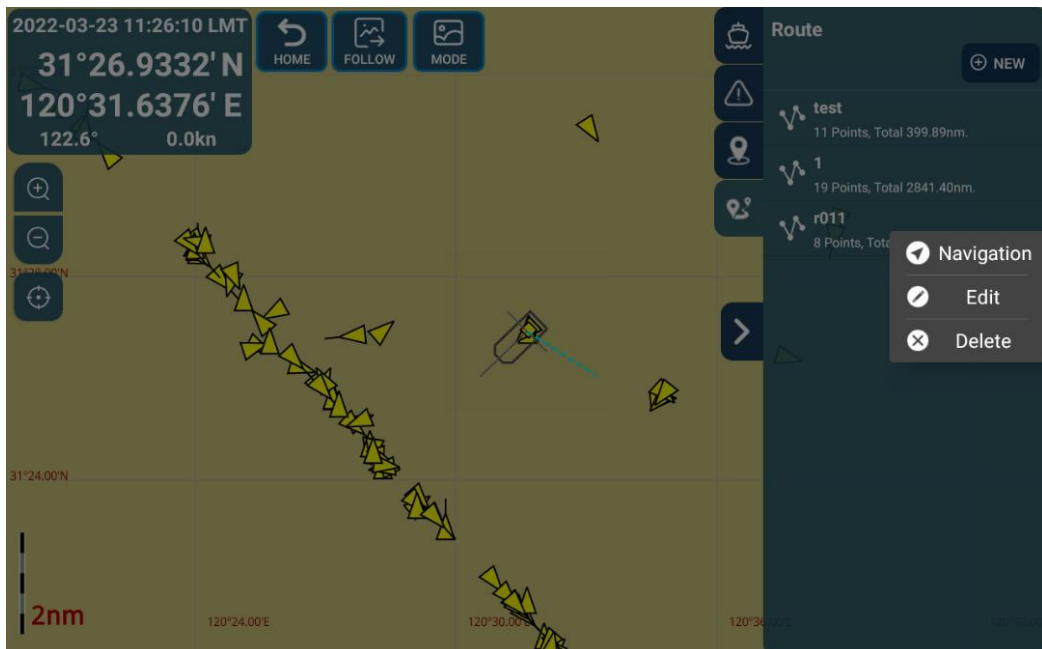 2022-03-23 11:26:10 LMT
31°26.9332' N
120°31.6376' E
122.6° 0.0kn
HOME
FOLLOW
MODE
Route
NEW
test
11 Points, Total 399.89nm.
1
19 Points, Total 2841.40nm.
r011
8 Points, Tota
Navigation
Edit
Delete
31°28.00'N
31°24.00'N
2nm
120°24.00'E
120°30.00'E
120°36